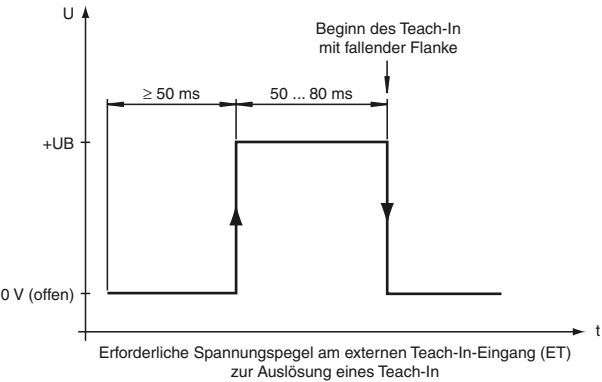 U
Beginn des Teach-In
mit fallender Flanke
≥ 50 ms
50 ... 80 ms
+UB
0 V (offen)
t
Erforderliche Spannungspegel am externen Teach-In-Eingang (ET)
zur Auslösung eines Teach-In